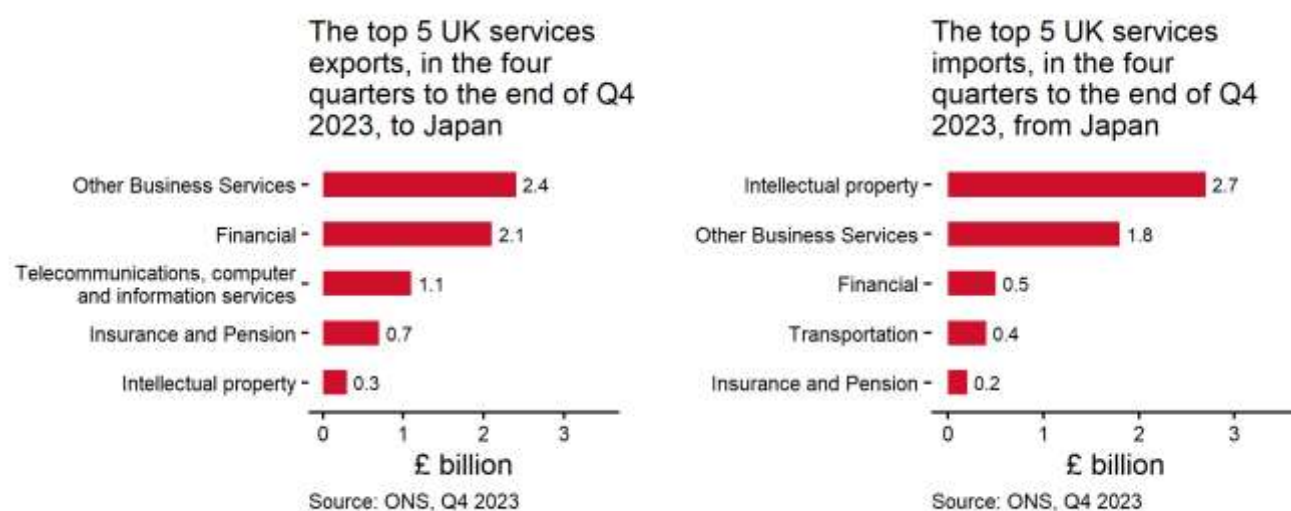 The top 5 UK services
exports, in the four
quarters to the end of Q4
2023, to Japan
Other Business Services
2.4
Financial
2.1
Telecommunications, computer
and information services
1.1
Insurance and Pension
0.7
Intellectual property
0.3
0 1 2 3
£ billion
Source: ONS, Q4 2023
The top 5 UK services
imports, in the four
quarters to the end of Q4
2023, from Japan
Intellectual property
2.7
Other Business Services
1.8
Financial
0.5
Transportation
0.4
Insurance and Pension
0.2
0 1 2 3
£ billion
Source: ONS, Q4 2023